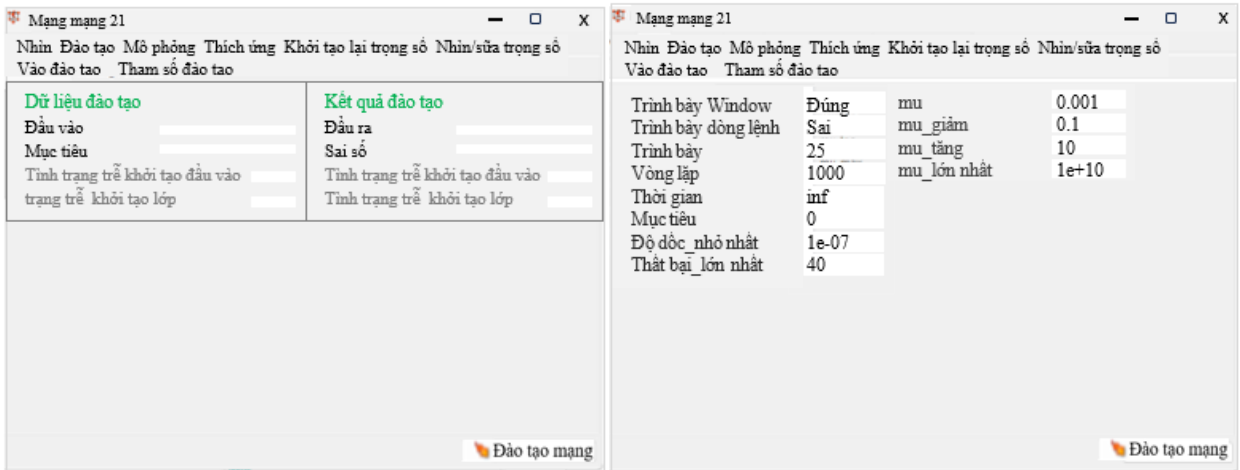 Mạng mạng 21
Nhìn Đào tạo Mô phỏng Thích ứng Khởi tạo lại trọng số Nhìn/sữa trọng số
Vào đào tao Tham số đào tao
Dữ liệu đào tạo
Đầu vào
Mục tiêu
Tình trạng trễ khởi tạo đầu vào
trạng trễ khởi tạo lớp
Kết quả đào tạo
Đầu ra
Sai số
Tình trạng trễ khởi tạo đầu vào
Tình trạng trễ khởi tạo lớp
Đào tạo mạng
Mạng mạng 21
Nhìn Đào tạo Mô phỏng Thích ứng Khởi tạo lại trọng số Nhìn/sữa trọng số
Vào đào tao Tham số đào tao
Trình bày Window Đúng mu 0.001
Trình bày dòng lệnh Sai mu_giảm 0.1
Trình bày 25 mu_tăng 10
Vòng lặp 1000 mu_lớn nhất 1e+10
Thời gian inf
Mục tiêu 0
Độ dốc_nhỏ nhất 1e-07
Thất bại_lớn nhất 40
Đào tạo mạng